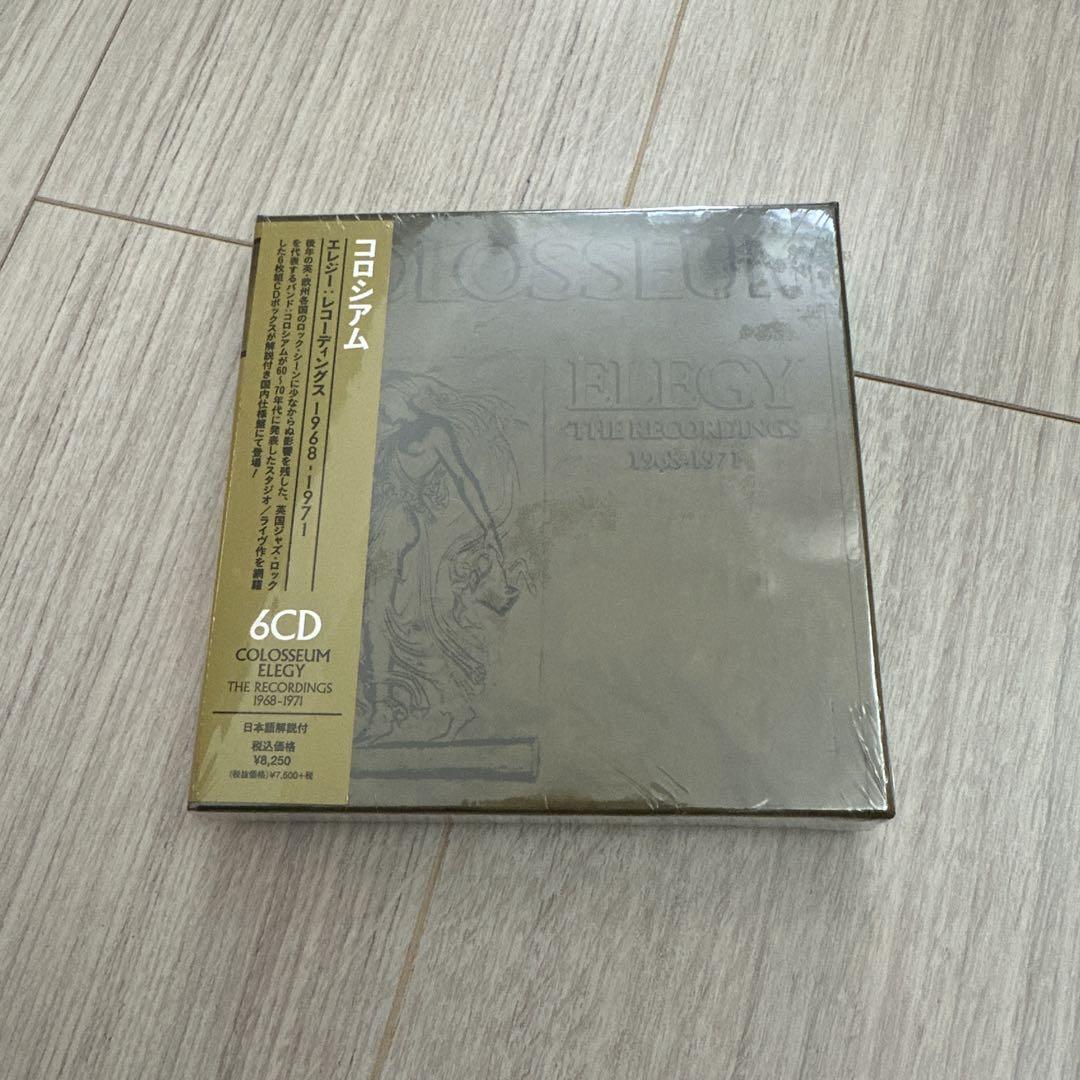 コロシアム
エレジー：レコーディングス 1968-1971
後年の英・欧州各国のロック・シーンに少なからぬ影響を残した、英国ジャズ・ロック
を代表するバンド：コロシアムが60～70年代に発表したスタジオ／ライヴ作を網羅
した6枚組CDボックスが解説付き国内仕様盤にて登場！
6CD
COLOSSEUM
ELEGY
THE RECORDINGS
1968-1971
日本語解説付
税込価格
¥8,250
(税抜価格)¥7,500+税
COLOSSEUM
ELEGY
THE RECORDINGS
1968-1971